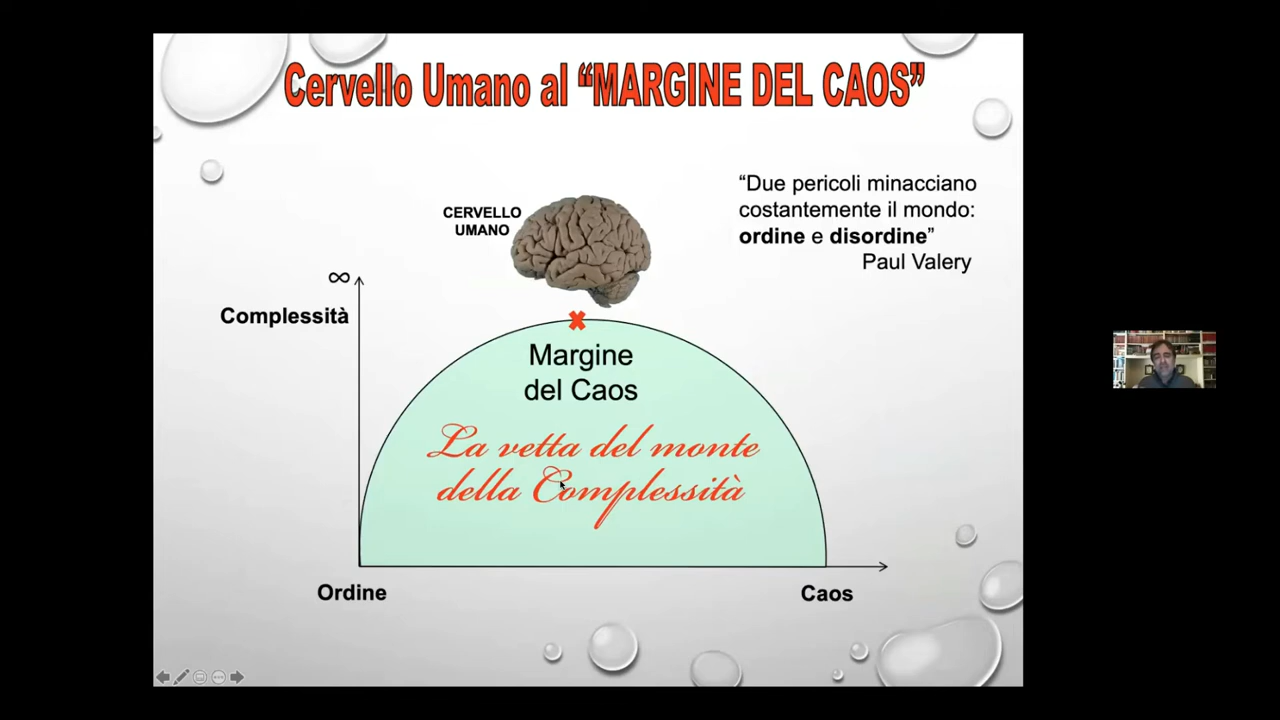 Cervello Umano al “MARGINE DEL CAOS”
“Due pericoli minacciano
costantemente il mondo:
ordine e disordine”
Paul Valery
CERVELLO
UMANO
∞
Complessità
Margine
del Caos
La vetta del monte
della Complessità
Ordine
Caos